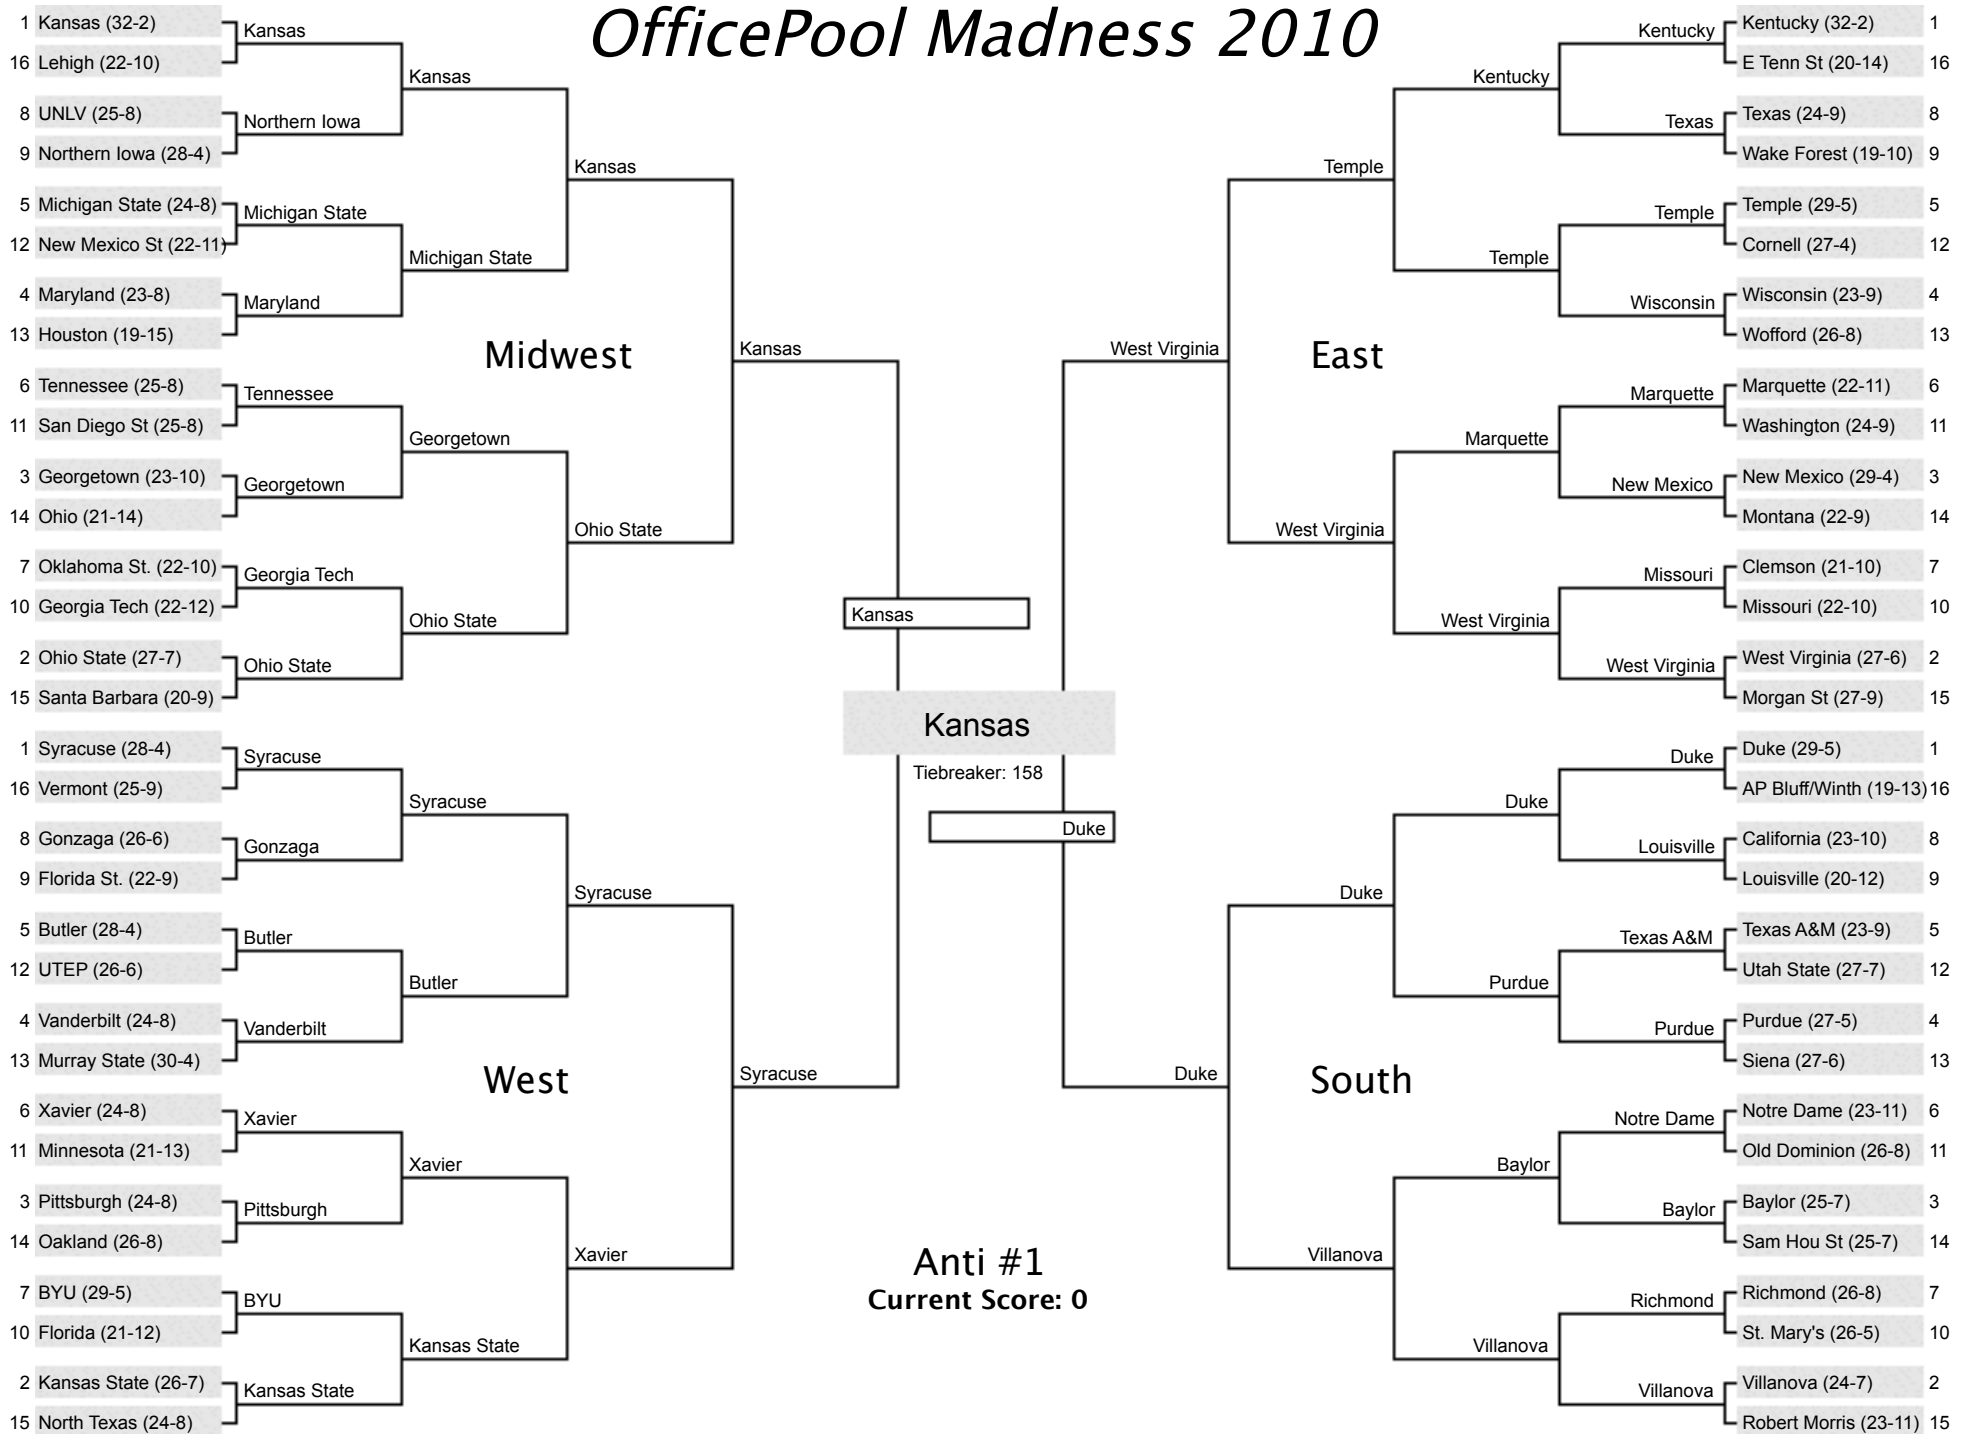 OfficePool Madness 2010
1 Kansas (32-2)
Kansas
16 Lehigh (22-10)
Kansas
8 UNLV (25-8)
Northern Iowa
9 Northern Iowa (28-4)
Kansas
5 Michigan State (24-8)
Michigan State
12 New Mexico St (22-11)
Michigan State
4 Maryland (23-8)
Maryland
13 Houston (19-15)
Midwest
Kansas
6 Tennessee (25-8)
Tennessee
11 San Diego St (25-8)
Georgetown
3 Georgetown (23-10)
Georgetown
14 Ohio (21-14)
Ohio State
7 Oklahoma St. (22-10)
Georgia Tech
10 Georgia Tech (22-12)
Ohio State
2 Ohio State (27-7)
Ohio State
15 Santa Barbara (20-9)
1 Syracuse (28-4)
Syracuse
16 Vermont (25-9)
Syracuse
8 Gonzaga (26-6)
Gonzaga
9 Florida St. (22-9)
Syracuse
5 Butler (28-4)
Butler
12 UTEP (26-6)
Butler
4 Vanderbilt (24-8)
Vanderbilt
13 Murray State (30-4)
West
Syracuse
6 Xavier (24-8)
Xavier
11 Minnesota (21-13)
Xavier
3 Pittsburgh (24-8)
Pittsburgh
14 Oakland (26-8)
Xavier
7 BYU (29-5)
BYU
10 Florida (21-12)
Kansas State
2 Kansas State (26-7)
Kansas State
15 North Texas (24-8)
Kansas
Kansas
Tiebreaker: 158
Duke
Anti #1
Current Score: 0
Kentucky (32-2) 1
Kentucky
E Tenn St (20-14) 16
Kentucky
Texas (24-9) 8
Texas
Wake Forest (19-10) 9
Temple
Temple (29-5) 5
Temple
Cornell (27-4) 12
Temple
Wisconsin (23-9) 4
Wisconsin
Wofford (26-8) 13
West Virginia
East
Marquette (22-11) 6
Marquette
Washington (24-9) 11
Marquette
New Mexico (29-4) 3
New Mexico
Montana (22-9) 14
West Virginia
Clemson (21-10) 7
Missouri
Missouri (22-10) 10
West Virginia
West Virginia (27-6) 2
West Virginia
Morgan St (27-9) 15
Duke (29-5) 1
Duke
AP Bluff/Winth (19-13) 16
Duke
California (23-10) 8
Louisville
Louisville (20-12) 9
Duke
Texas A&M (23-9) 5
Texas A&M
Utah State (27-7) 12
Purdue
Purdue (27-5) 4
Purdue
Siena (27-6) 13
Duke
South
Notre Dame (23-11) 6
Notre Dame
Old Dominion (26-8) 11
Baylor
Baylor (25-7) 3
Baylor
Sam Hou St (25-7) 14
Villanova
Richmond (26-8) 7
Richmond
St. Mary's (26-5) 10
Villanova
Villanova (24-7) 2
Villanova
Robert Morris (23-11) 15